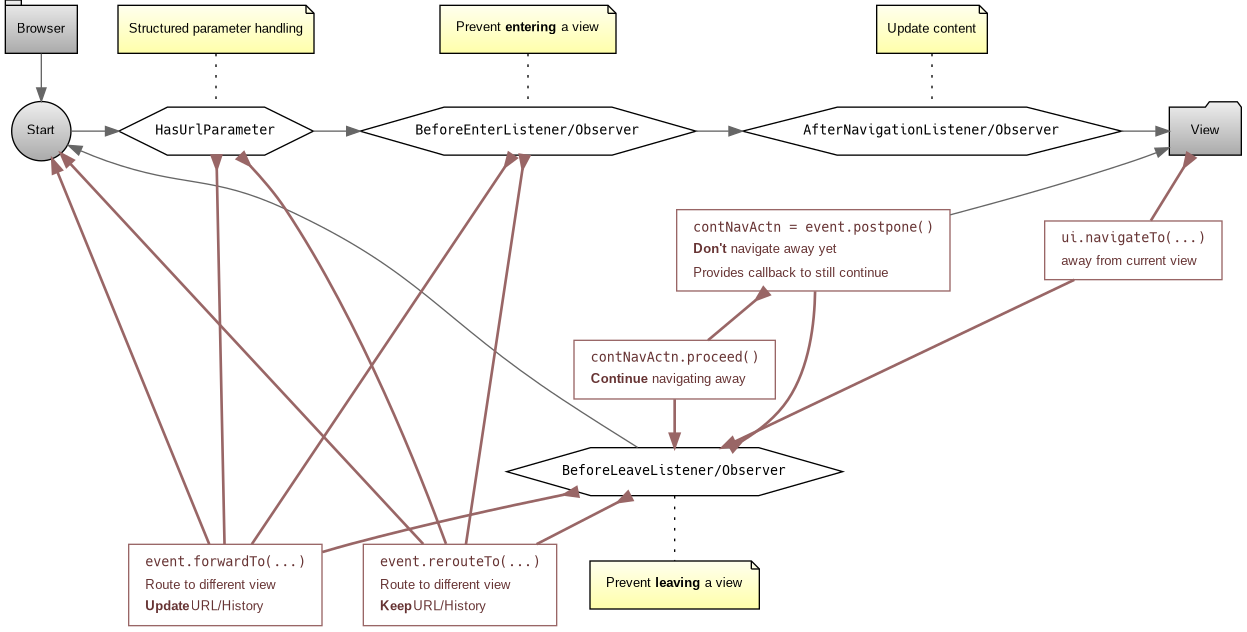 Browser
Structured parameter handling
Prevent entering a view
Update content
Start
HasUrlParameter
BeforeEnterListener/Observer
AfterNavigationListener/Observer
View
contNavActn = event.postpone()
Don't navigate away yet
Provides callback to still continue
ui.navigateTo(...)
away from current view
contNavActn.proceed()
Continue navigating away
BeforeLeaveListener/Observer
event.forwardTo(...)
Route to different view
Update URL/History
event.rerouteTo(...)
Route to different view
Keep URL/History
Prevent leaving a view